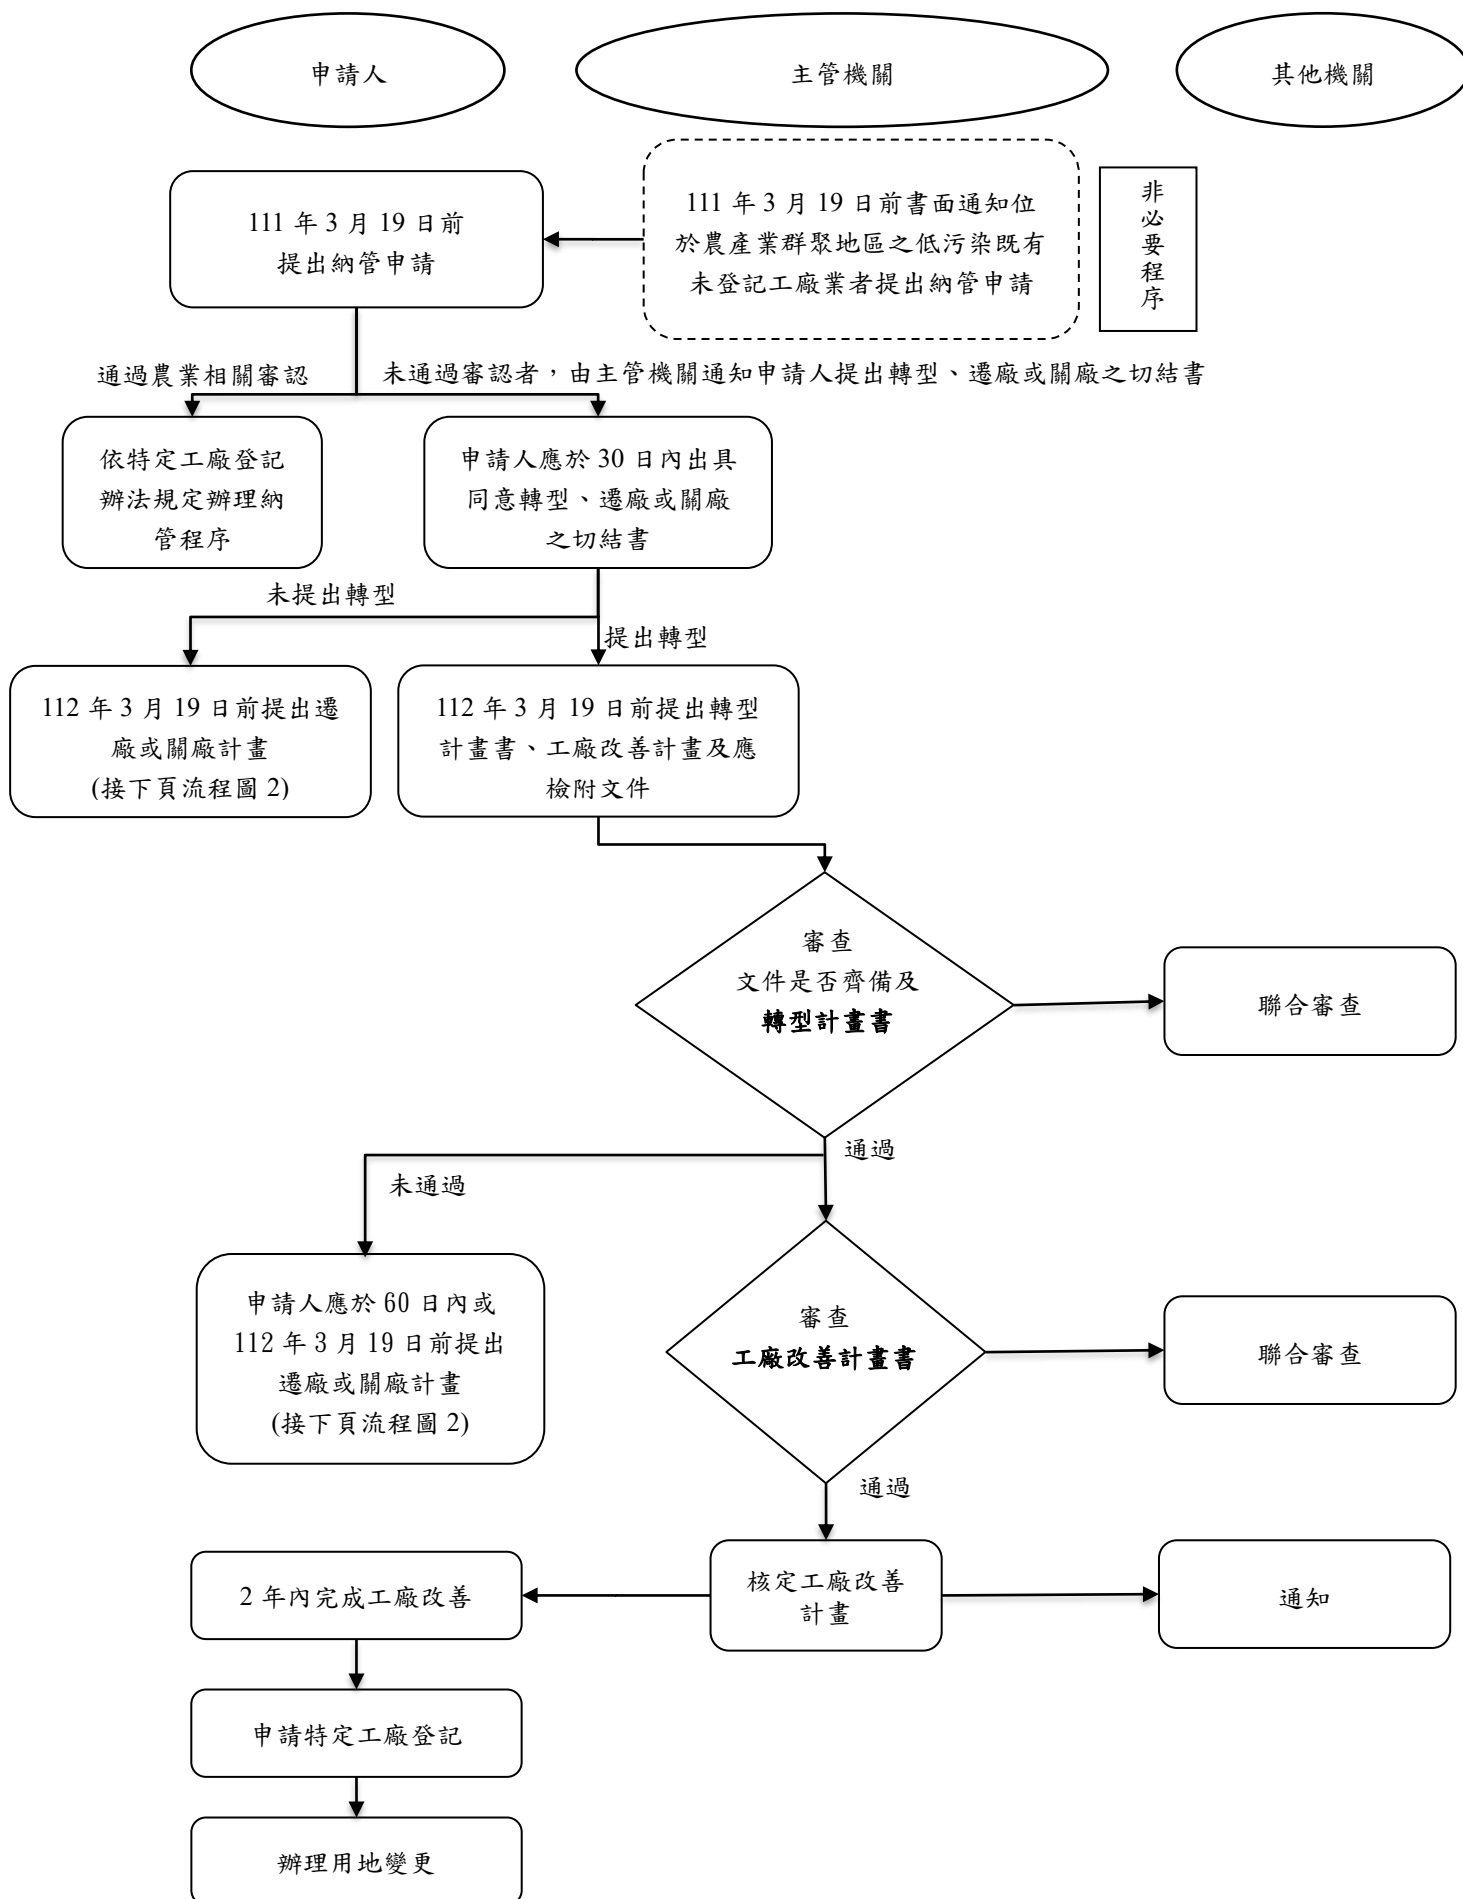 申請人
主管機關
其他機關
111 年 3 月 19 日前
提出納管申請
111 年 3 月 19 日前書面通知位
於農產業群聚地區之低污染既有
未登記工廠業者提出納管申請
非
必
要
程
序
通過農業相關審認
未通過審認者，由主管機關通知申請人提出轉型、遷廠或關廠之切結書
依特定工廠登記
辦法規定辦理納
管程序
申請人應於 30 日內出具
同意轉型、遷廠或關廠
之切結書
未提出轉型
提出轉型
112 年 3 月 19 日前提出遷
廠或關廠計畫
(接下頁流程圖 2)
112 年 3 月 19 日前提出轉型
計畫書、工廠改善計畫及應
檢附文件
審查
文件是否齊備及
轉型計畫書
聯合審查
通過
未通過
申請人應於 60 日內或
112 年 3 月 19 日前提出
遷廠或關廠計畫
(接下頁流程圖 2)
審查
工廠改善計畫書
聯合審查
通過
2 年內完成工廠改善
核定工廠改善
計畫
通知
申請特定工廠登記
辦理用地變更